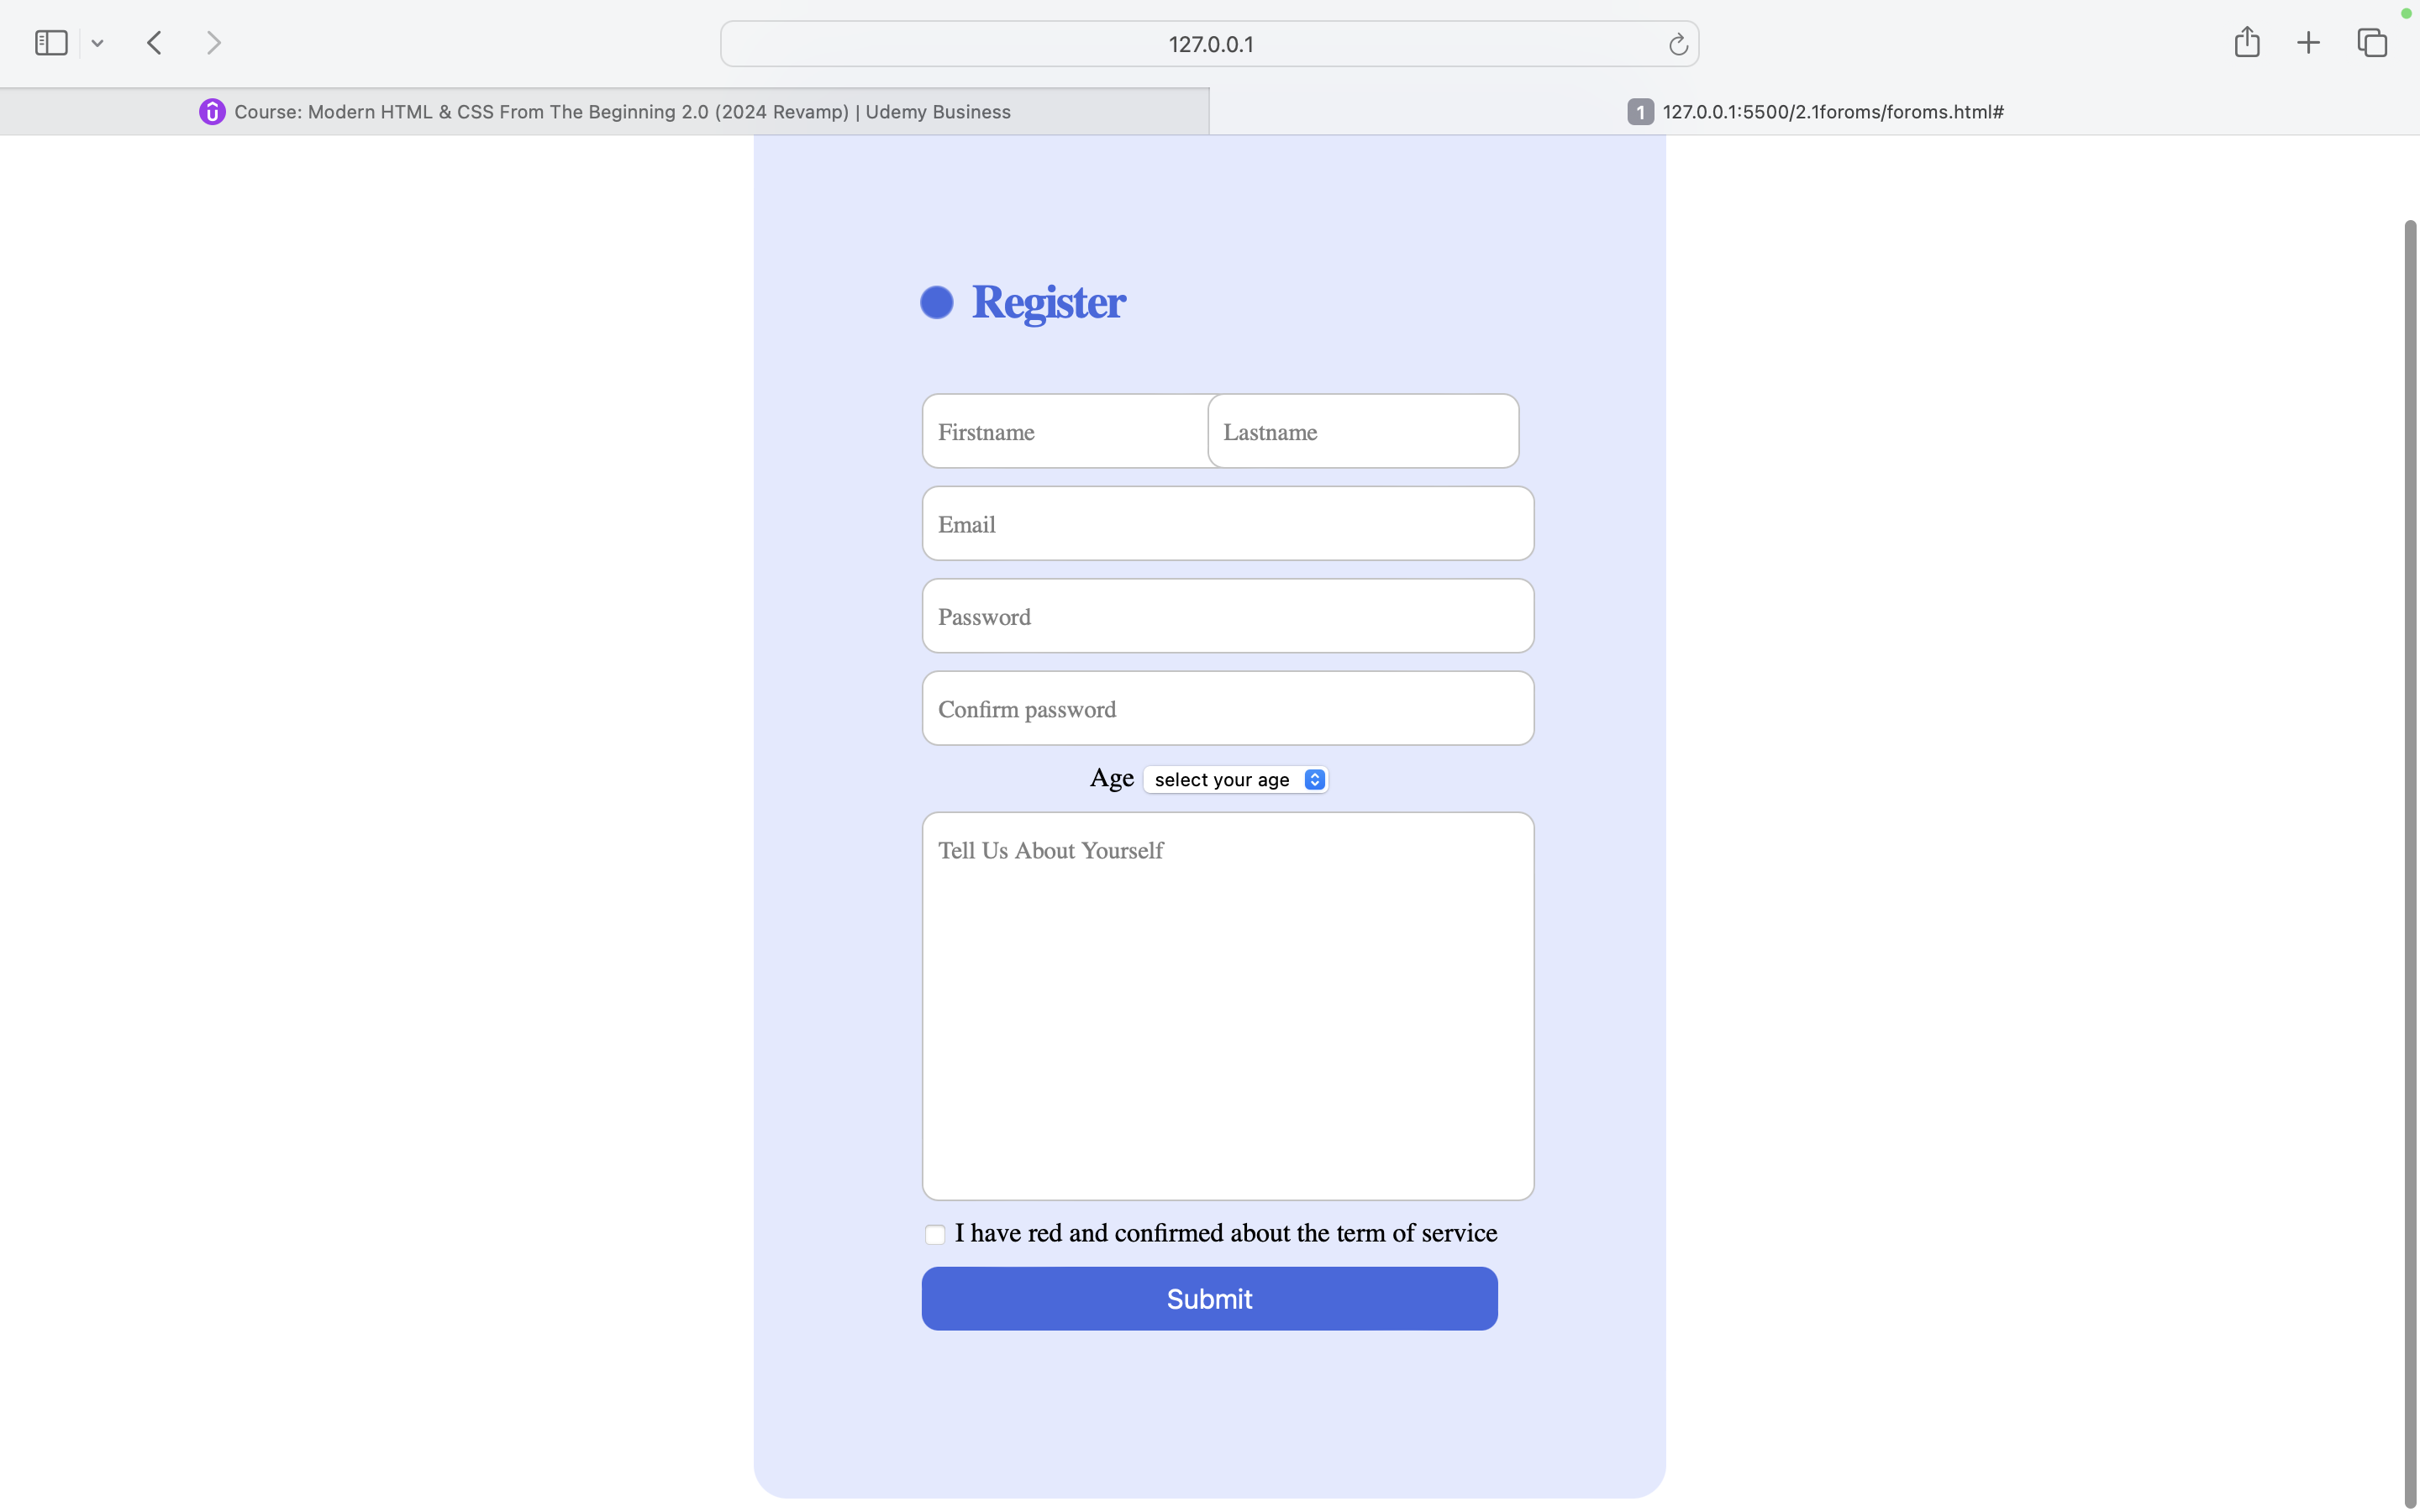 127.0.0.1
Course: Modern HTML & CSS From The Beginning 2.0 (2024 Revamp) | Udemy Business
1 127.0.0.1:5500/2.1foroms/foroms.html#
Register
Firstname
Lastname
Email
Password
Confirm password
Age select your age
Tell Us About Yourself
I have red and confirmed about the term of service
Submit